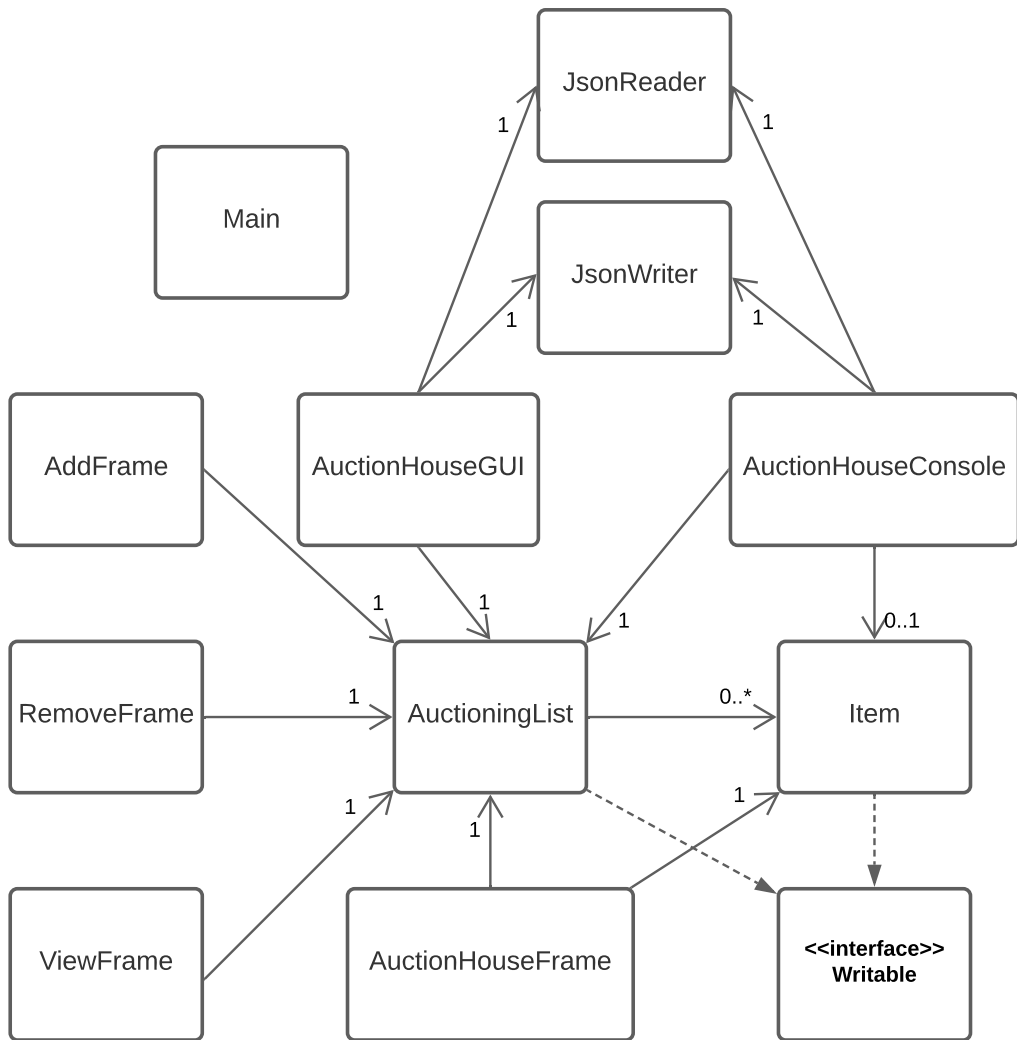 JsonReader
1
1
Main
JsonWriter
1
1
AddFrame
AuctionHouseGUI
AuctionHouseConsole
1
1
1
0..1
RemoveFrame
1
AuctioningList
0..*
Item
1
1
1
ViewFrame
AuctionHouseFrame
<<interface>>
Writable